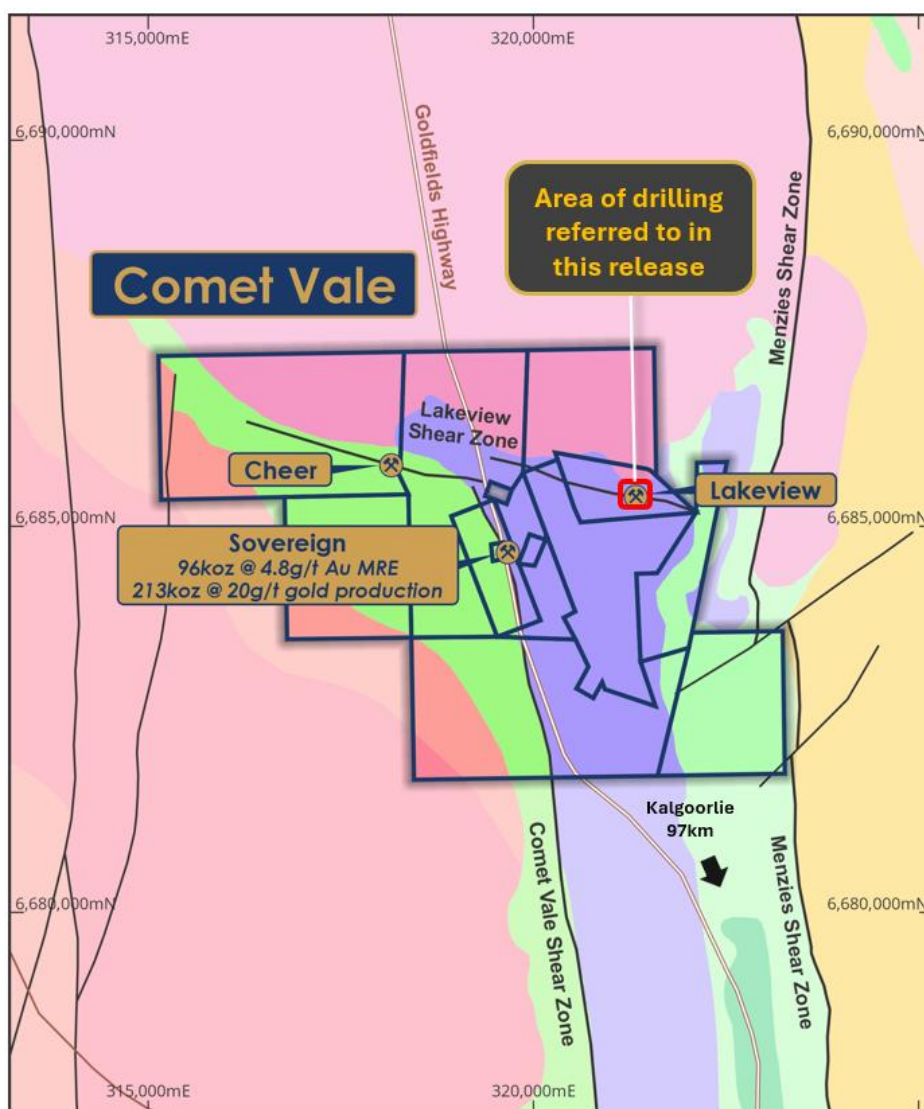 315,000mE
320,000mE
6,690,000mN
6,690,000mN
Goldfields Highway
Menzies Shear Zone
Area of drilling
referred to in
this release
Comet Vale
Lakeview
Shear Zone
Cheer
Lakeview
6,685,000mN
6,685,000mN
Sovereign
96koz @ 4.8g/t Au MRE
213koz @ 20g/t gold production
Kalgoorlie
97km
Comet Vale Shear Zone
Menzies Shear Zone
6,680,000mN
6,680,000mN
315,000mE
320,000mE